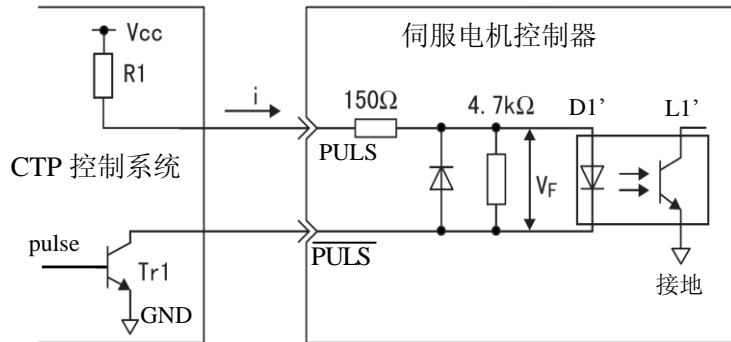 Vcc
伺服电机控制器
R1
i
150Ω
4.7kΩ
D1’
L1’
PULS
CTP 控制系统
VF
pulse
PULS
Tr1
接地
GND